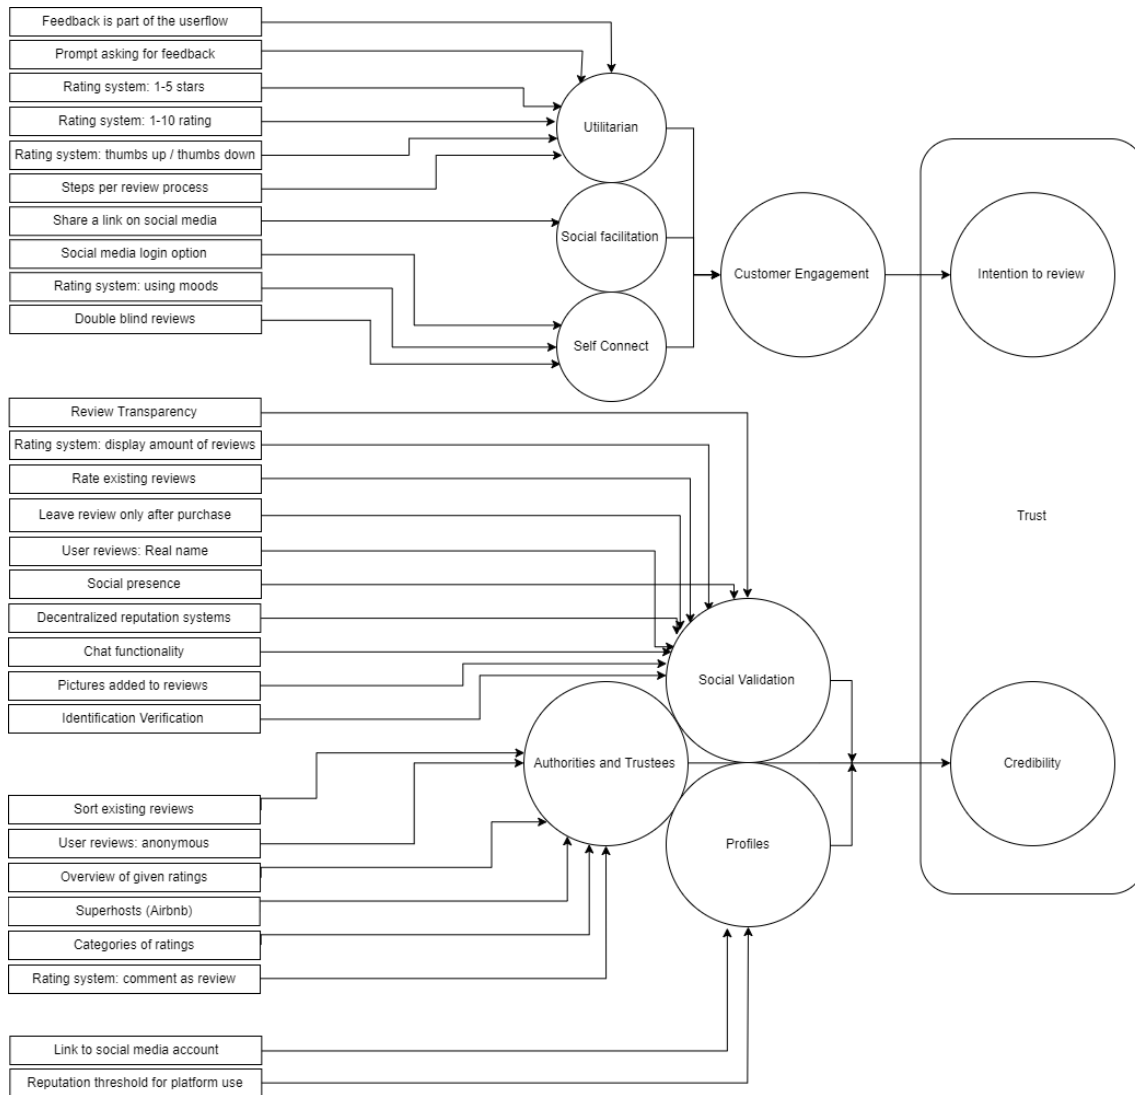 Feedback is part of the userflow
Prompt asking for feedback
Rating system: 1-5 stars
Rating system: 1-10 rating
Rating system: thumbs up / thumbs down
Steps per review process
Share a link on social media
Social media login option
Rating system: using moods
Double blind reviews
Utilitarian
Social facilitation
Self Connect
Customer Engagement
Intention to review
Review Transparency
Rating system: display amount of reviews
Rate existing reviews
Leave review only after purchase
User reviews: Real name
Social presence
Decentralized reputation systems
Chat functionality
Pictures added to reviews
Identification Verification
Trust
Social Validation
Authorities and Trustees
Profiles
Credibility
Sort existing reviews
User reviews: anonymous
Overview of given ratings
Superhosts (Airbnb)
Categories of ratings
Rating system: comment as review
Link to social media account
Reputation threshold for platform use